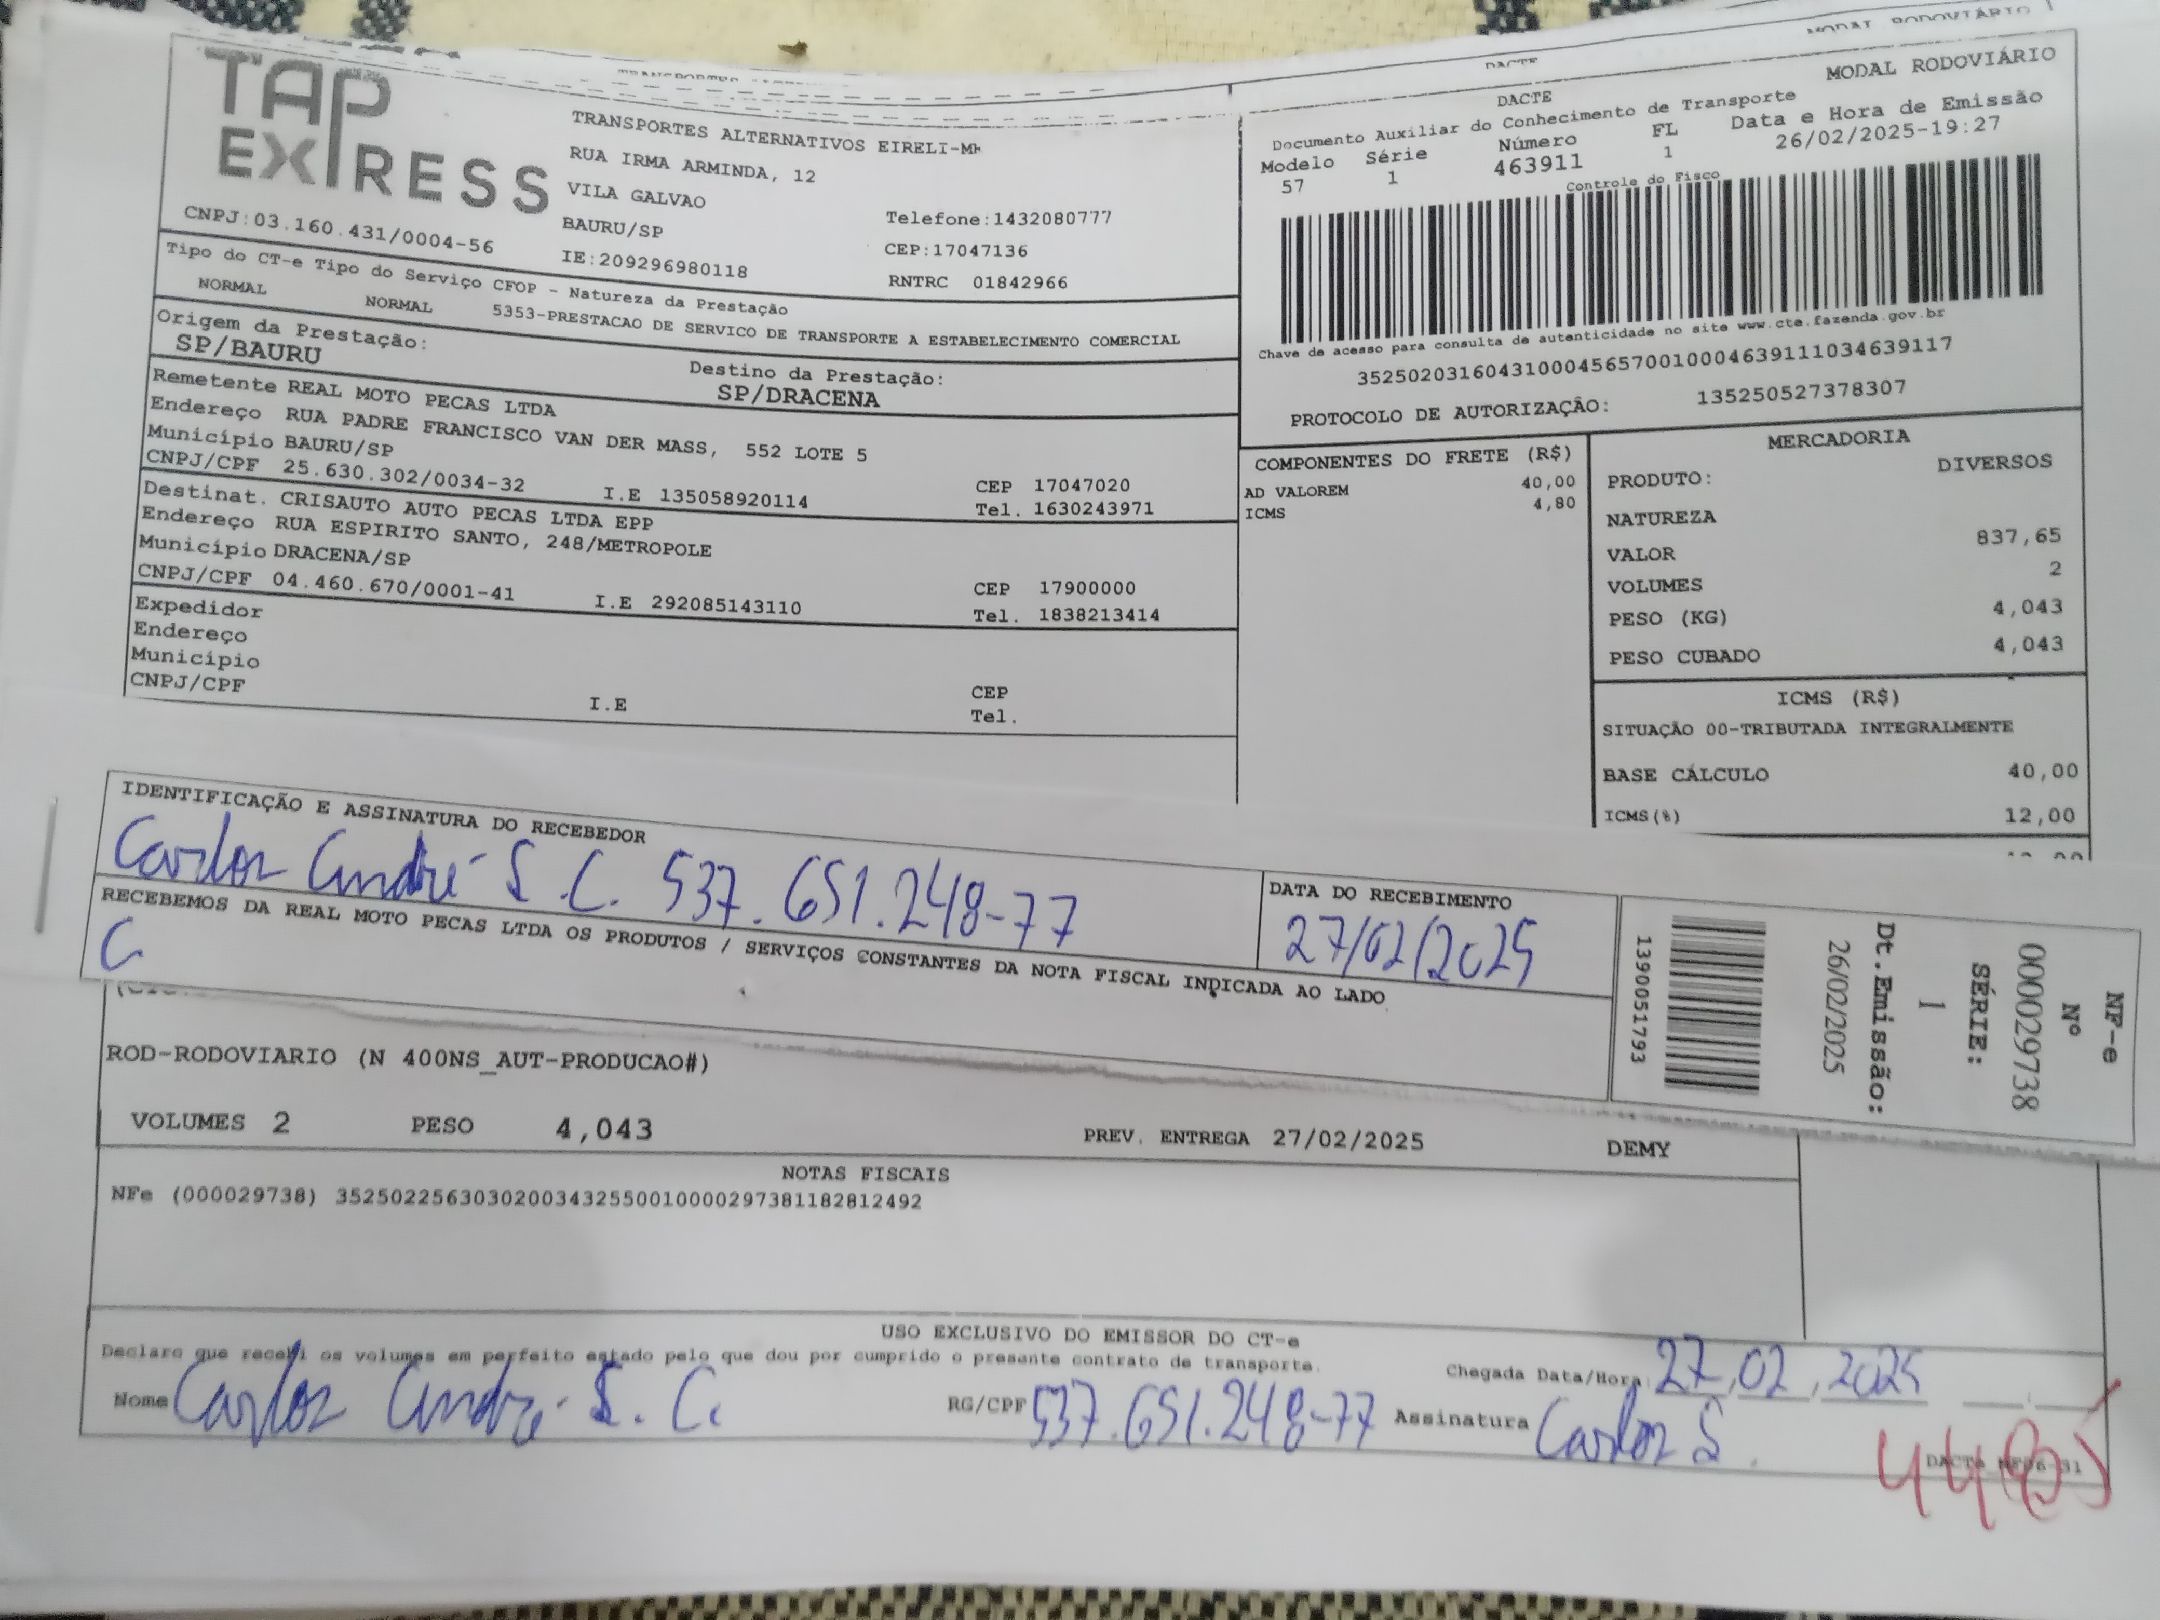 TAP
EXPRESS
TRANSPORTES ALTERNATIVOS EIRELI-
RUA IRMA ARMINDA, 12
VILA GALVAO
BAURU/SP
Telefone:1432080777
CEP:17047136
CNPJ:03.160.431/0004-56
IE:209296980118
RNTRC 01842966
Tipo do CT-e Tipo do Serviço CFOP - Natureza da Prestação
NORMAL NORMAL 5353-PRESTACAO DE SERVICO DE TRANSPORTE A ESTABELECIMENTO COMERCIAL
Origem da Prestação:
SP/BAURU
Destino da Prestação:
SP/DRACENA
Remetente REAL MOTO PECAS LTDA
Endereço RUA PADRE FRANCISCO VAN DER MASS, 552 LOTE 5
Município BAURU/SP CEP 17047020
CNPJ/CPF 25.630.302/0034-32 I.E 135058920114 Tel. 1630243971
Destinat. CRISAUTO AUTO PECAS LTDA EPP
Endereço RUA ESPIRITO SANTO, 248/METROPOLE
Município DRACENA/SP CEP 17900000
CNPJ/CPF 04.460.670/0001-41 I.E 292085143110 Tel. 1838213414
Expedidor
Endereço
Município CEP
CNPJ/CPF I.E Tel.
DACTE
MODAL RODOVIÁRIO
DACTE MODAL RODOVIÁRIO
Documento Auxiliar do Conhecimento de Transporte
Modelo Série Número FL Data e Hora de Emissão
57 1 463911 1 26/02/2025-19:27
Controle do Fisco
Chave de acesso para consulta de autenticidade no site www.cte.fazenda.gov.br
35250203160431000456570010004639111034639117
PROTOCOLO DE AUTORIZAÇÃO: 135250527378307
COMPONENTES DO FRETE (R$)
AD VALOREM 40,00
ICMS 4,80
MERCADORIA
PRODUTO: DIVERSOS
NATUREZA
VALOR 837,65
VOLUMES 2
PESO (KG) 4,043
PESO CUBADO 4,043
ICMS (R$)
SITUAÇÃO 00-TRIBUTADA INTEGRALMENTE
BASE CÁLCULO 40,00
ICMS(%) 12,00
IDENTIFICAÇÃO E ASSINATURA DO RECEBEDOR
Carlos André S.C. 537.651.248-77
C
DATA DO RECEBIMENTO
27/02/2025
RECEBEMOS DA REAL MOTO PECAS LTDA OS PRODUTOS / SERVIÇOS CONSTANTES DA NOTA FISCAL INDICADA AO LADO
1390051793
NF-e
Nº
000029738
SÉRIE:
1
Dt.Emissão:
26/02/2025
ROD-RODOVIARIO (N 400NS_AUT-PRODUCAO#)
VOLUMES 2 PESO 4,043 PREV. ENTREGA 27/02/2025 DEMY
NOTAS FISCAIS
NFe (000029738) 35250225630302003432550010000297381182812492
USO EXCLUSIVO DO EMISSOR DO CT-e
Declaro que recebi os volumes em perfeito estado pelo que dou por cumprido o presente contrato de transporte.
Chegada Data/Hora 27,02,2025
Nome Carlos André S. C. RG/CPF 537.651.248-77 Assinatura Carlos S.